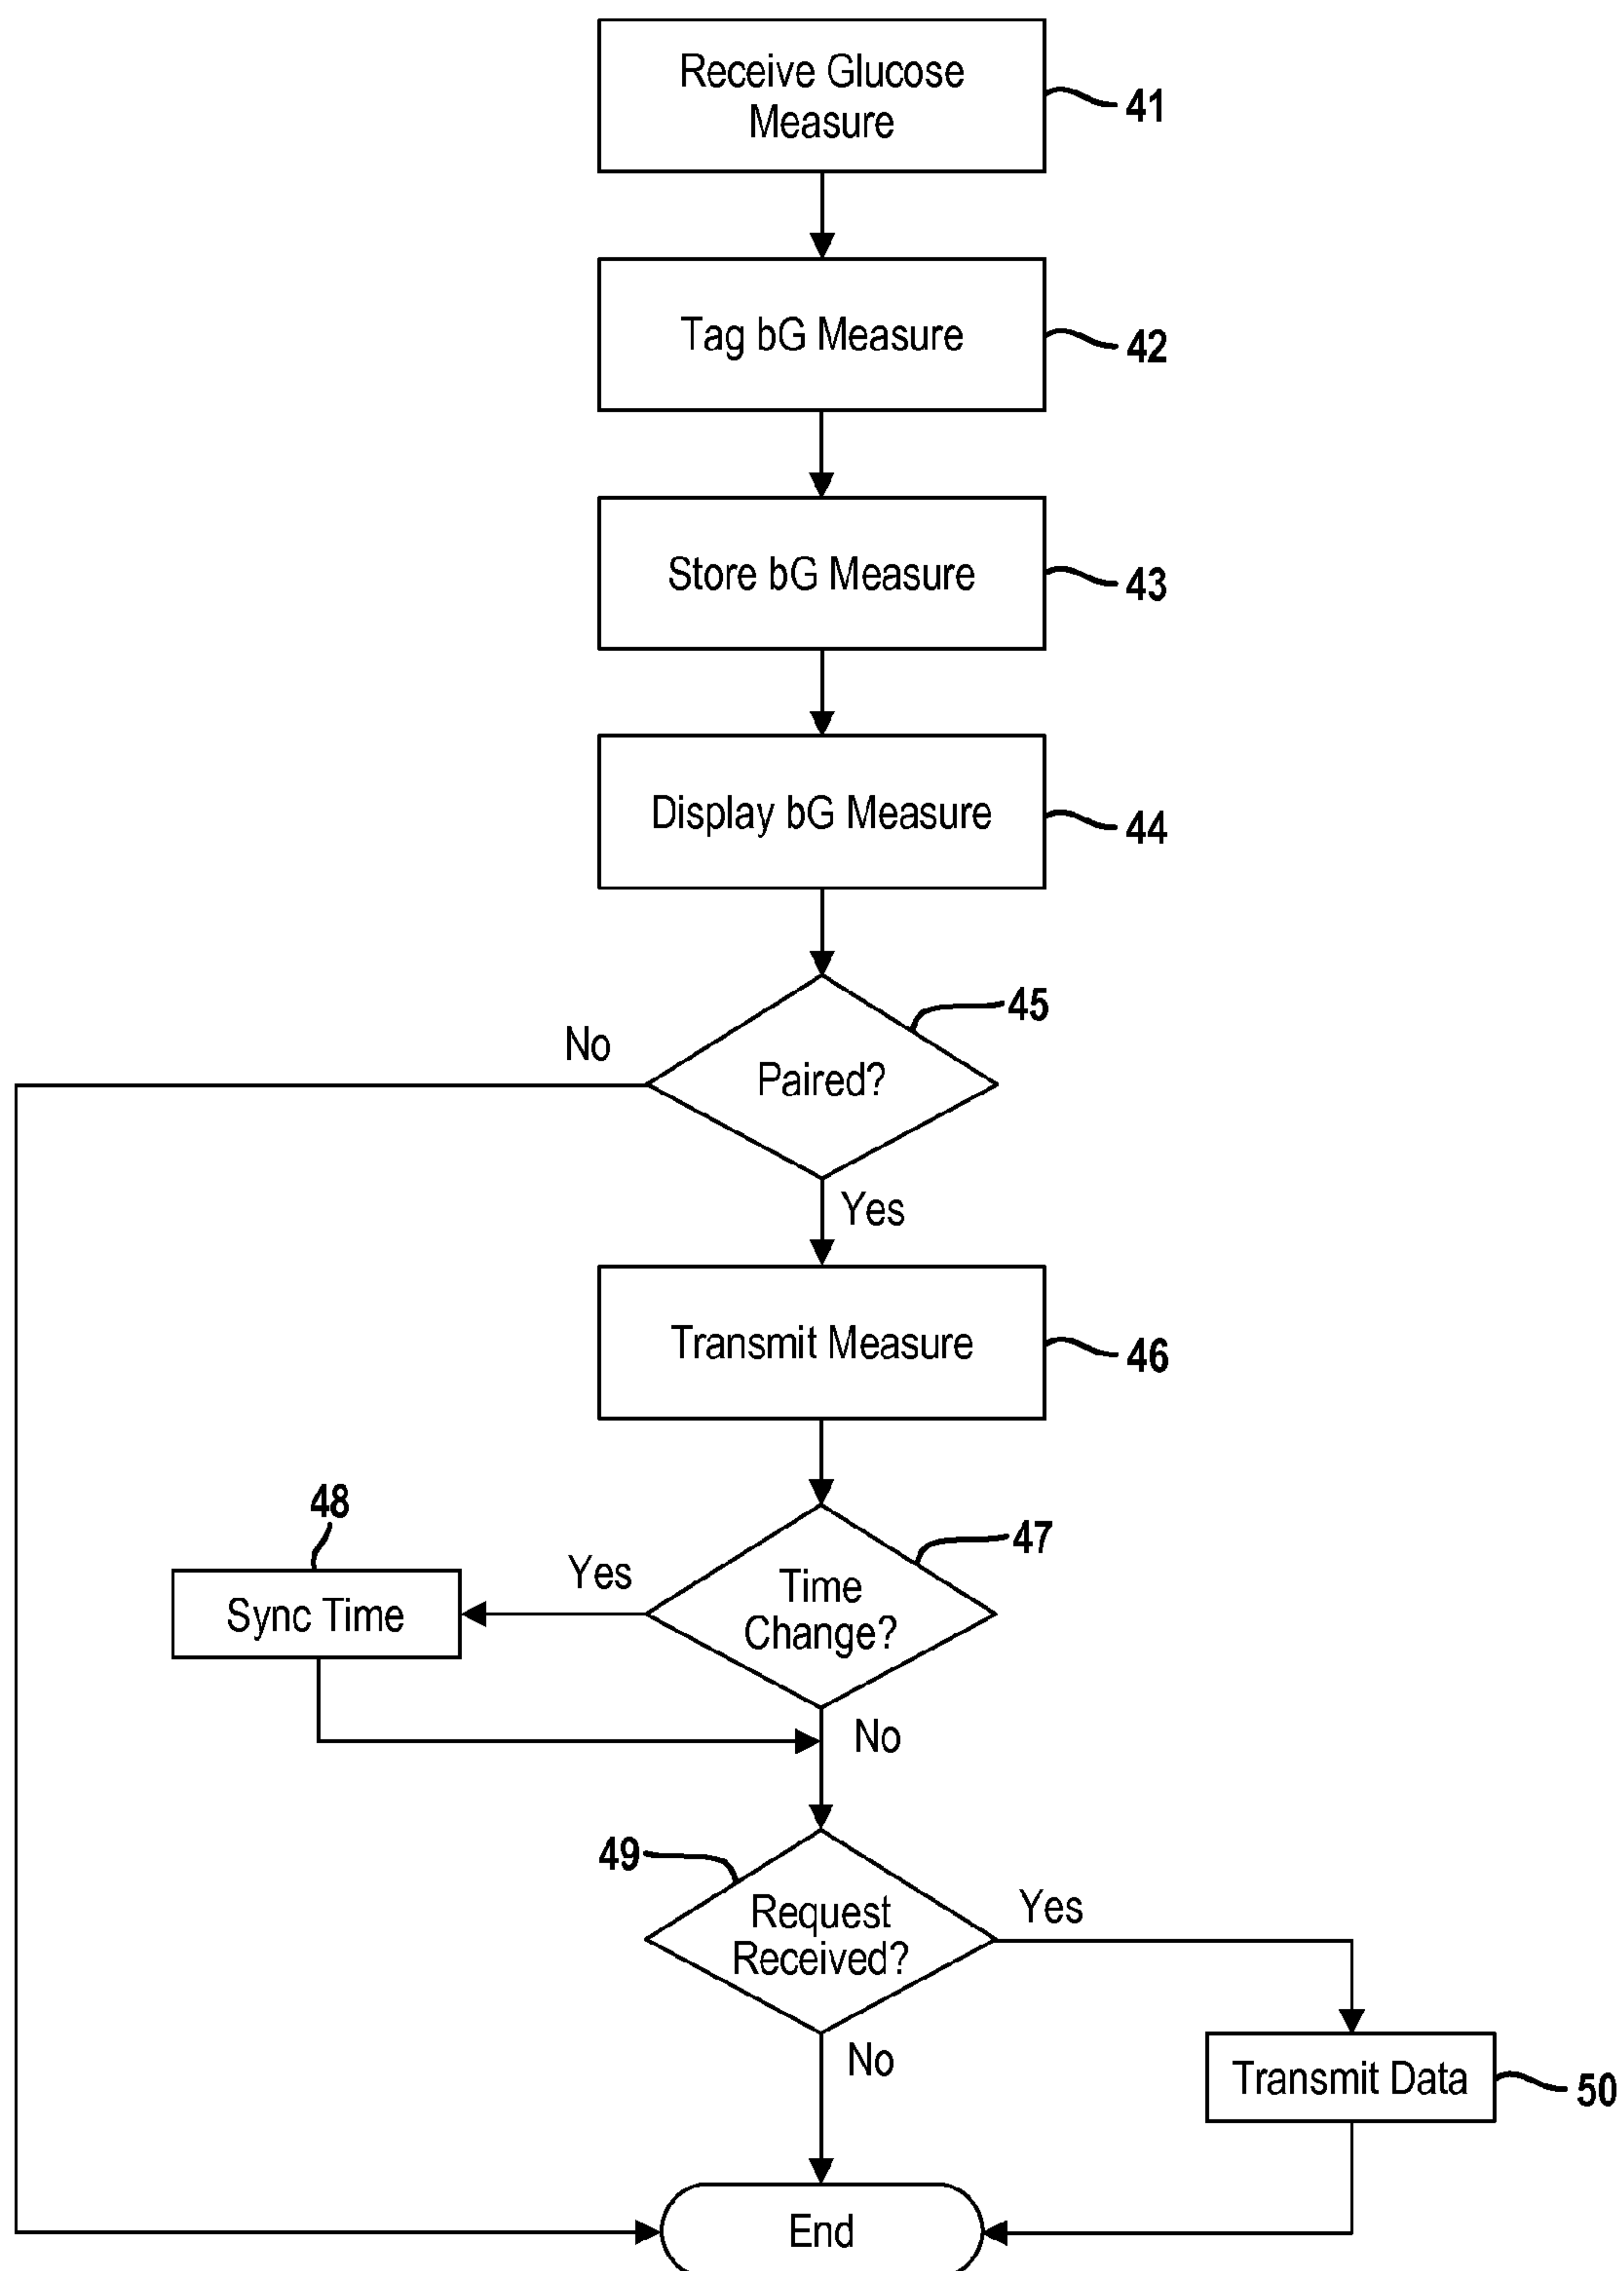 Receive Glucose
Measure
41
Tag bG Measure
42
Store bG Measure
43
Display bG Measure
44
45
No
Paired?
Yes
Transmit Measure
46
48
47
Yes
Time
Change?
Sync Time
No
49
Request
Received?
Yes
No
Transmit Data
50
End